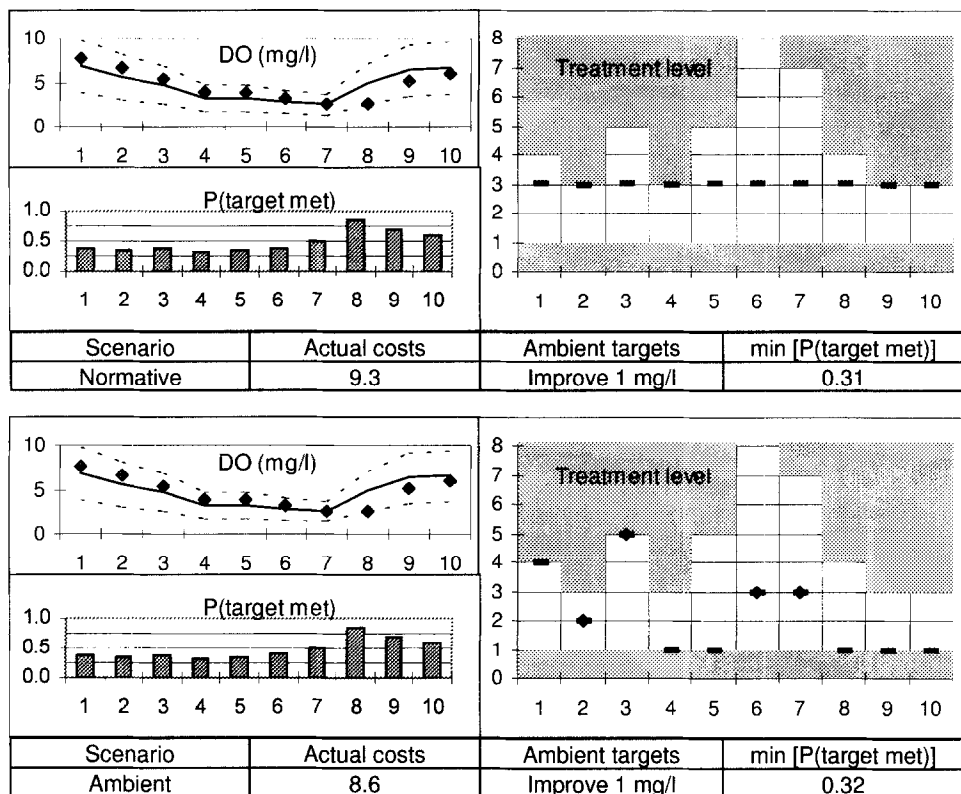 DO (mg/l)
10
5
0
1 2 3 4 5 6 7 8 9 10
P(target met)
1.0
0.5
0.0
1 2 3 4 5 6 7 8 9 10
Treatment level
8
7
6
5
4
3
2
1
0
1 2 3 4 5 6 7 8 9 10
Scenario Actual costs Ambient targets min [P(target met)]
Normative 9.3 Improve 1 mg/l 0.31
DO (mg/l)
10
5
0
1 2 3 4 5 6 7 8 9 10
P(target met)
1.0
0.5
0.0
1 2 3 4 5 6 7 8 9 10
Treatment level
8
7
6
5
4
3
2
1
0
1 2 3 4 5 6 7 8 9 10
Scenario Actual costs Ambient targets min [P(target met)]
Ambient 8.6 Improve 1 mg/l 0.32